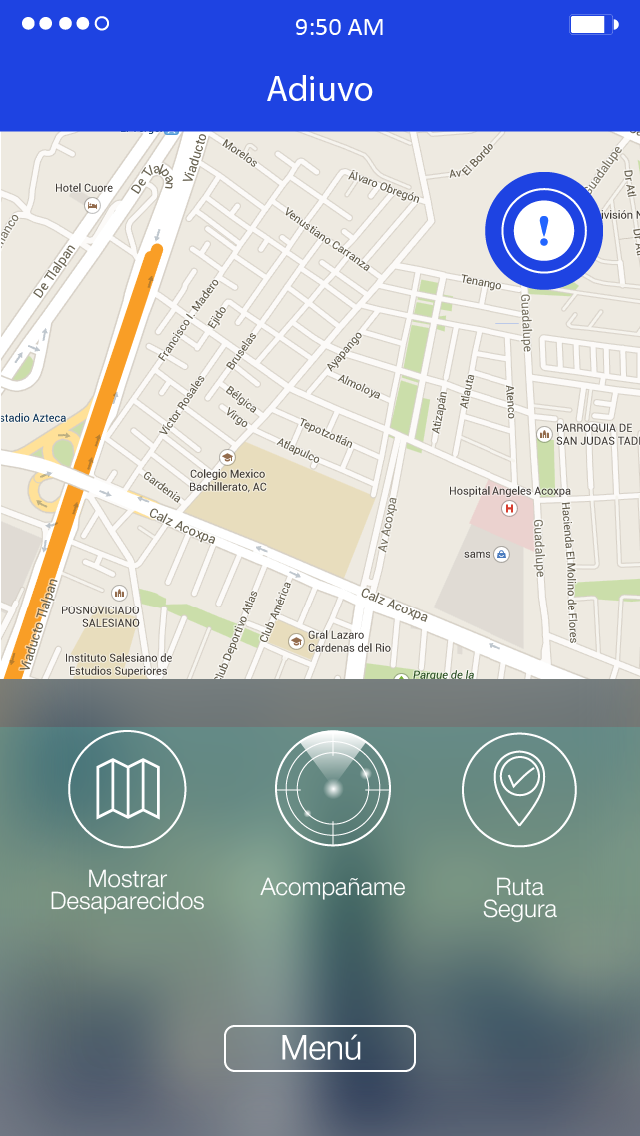 9:50 AM
Adiuvo
Morelos
De Tlalpan
Viaducto
Álvaro Obregón
Av El Bordo
Guadalupe
Dr. Atl
Hotel Cuore
De Tlalpan
Venustiano Carranza
Tenango
Guadalupe
Francisco I. Madero
Ejido
Bruselas
Ayapango
Almoloya
Atizapán
Atlauta
Atenco
Victor Rosales
Bélgica
Virgo
Tepotzotlán
Atlapulco
stadio Azteca
PARROQUIA DE
SAN JUDAS TADE
Colegio Mexico
Bachillerato, AC
Gardenia
Calz Acoxpa
Av Acoxpa
Hospital Angeles Acoxpa
H
sams
Guadalupe
Hacienda El Molino de Flores
Calz Acoxpa
POSNOVICIADO
SALESIANO
Viaducto Tlalpan
Club Deportivo Atlas
Club América
Gral Lazaro
Cardenas del Rio
Instituto Salesiano de
Estudios Superiores
Parque de la
Mostrar
Desaparecidos
Acompañame
Ruta
Segura
Menú